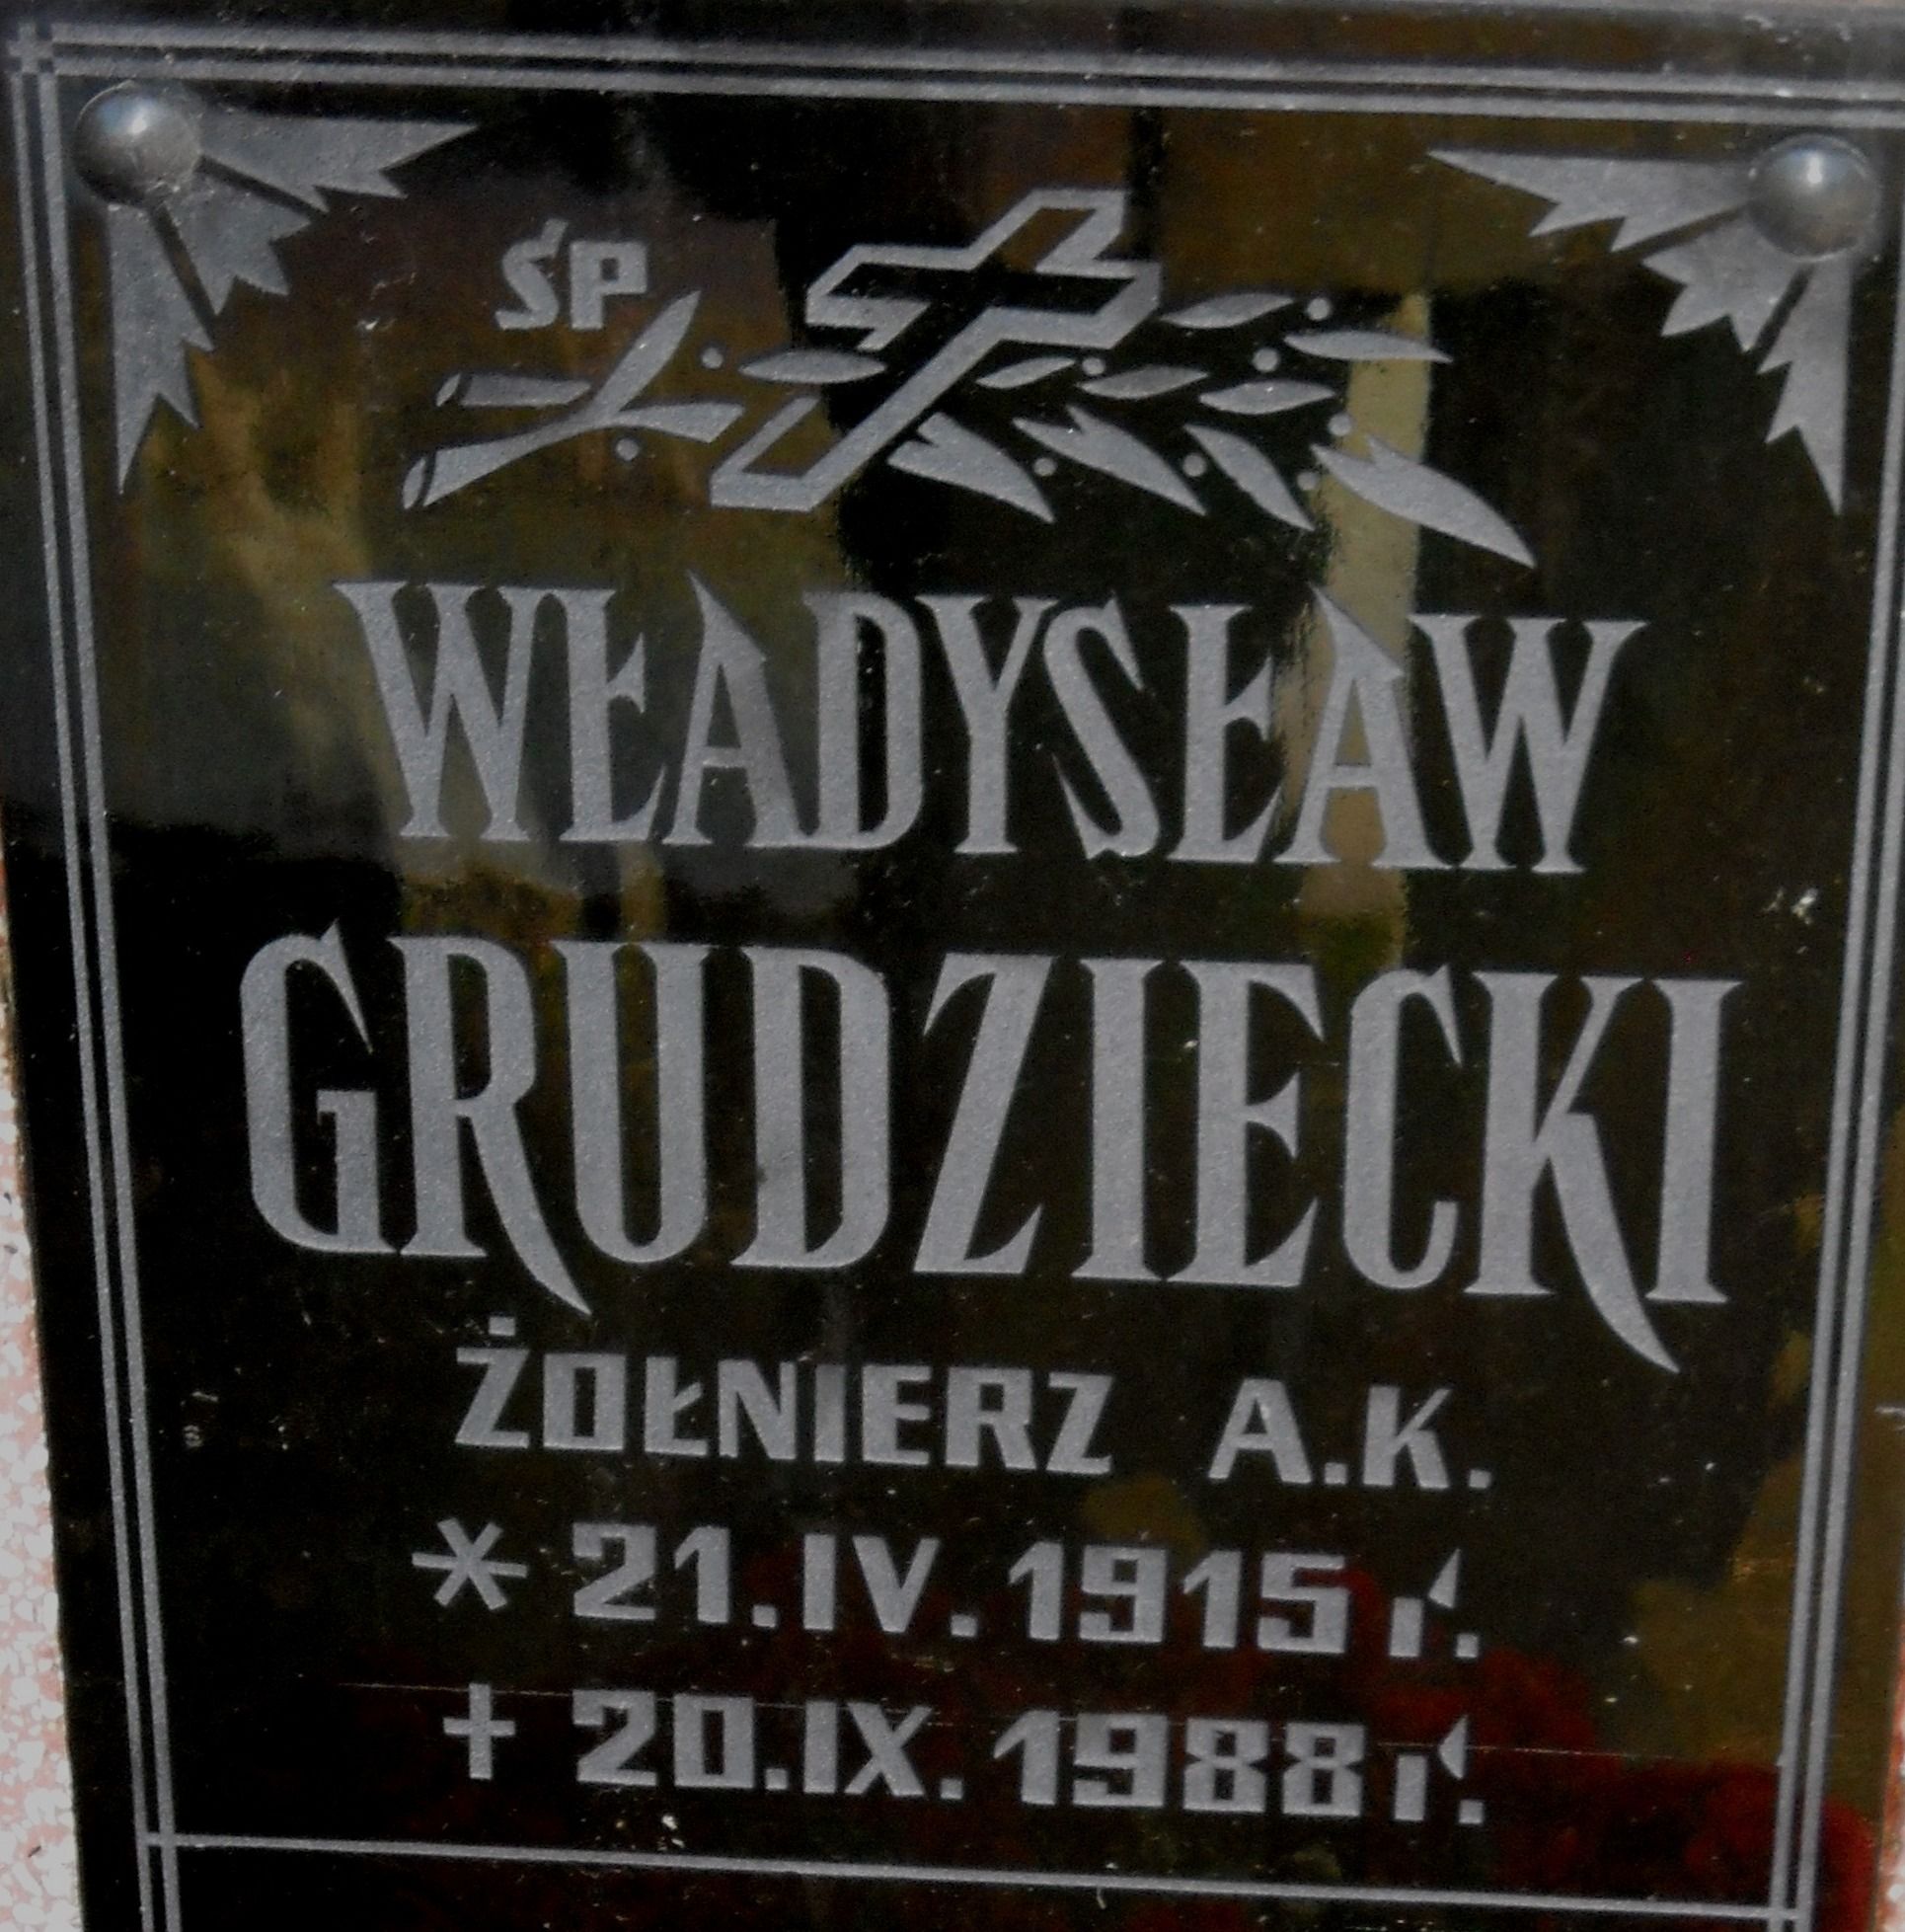 ŚP
WŁADYSŁAW
GRUDZIECKI
ŻOŁNIERZ A.K.
* 21.IV.1915 r.
† 20.IX.1988 r.